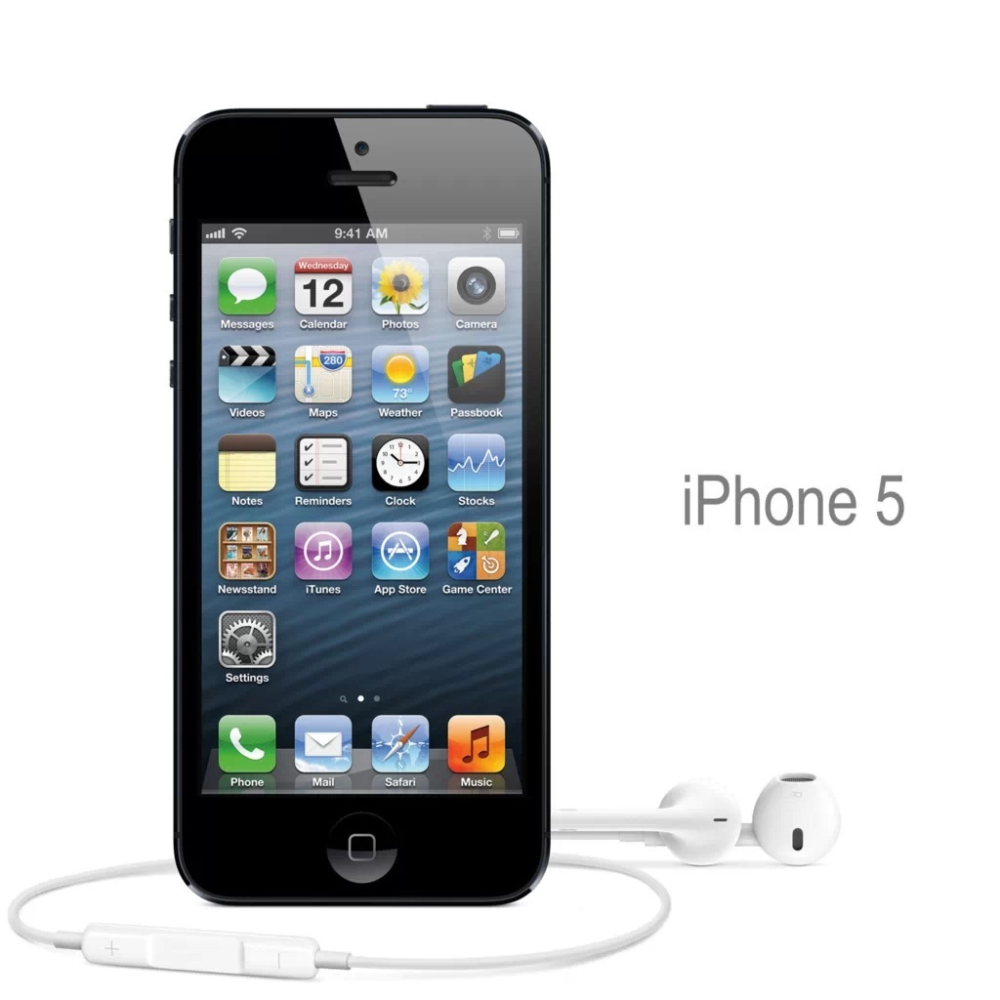 9:41 AM
Wednesday
12
Messages Calendar Photos Camera
280
73°
Videos Maps Weather Passbook
Notes Reminders Clock Stocks
iPhone 5
Newsstand iTunes App Store Game Center
Settings
Phone Mail Safari Music